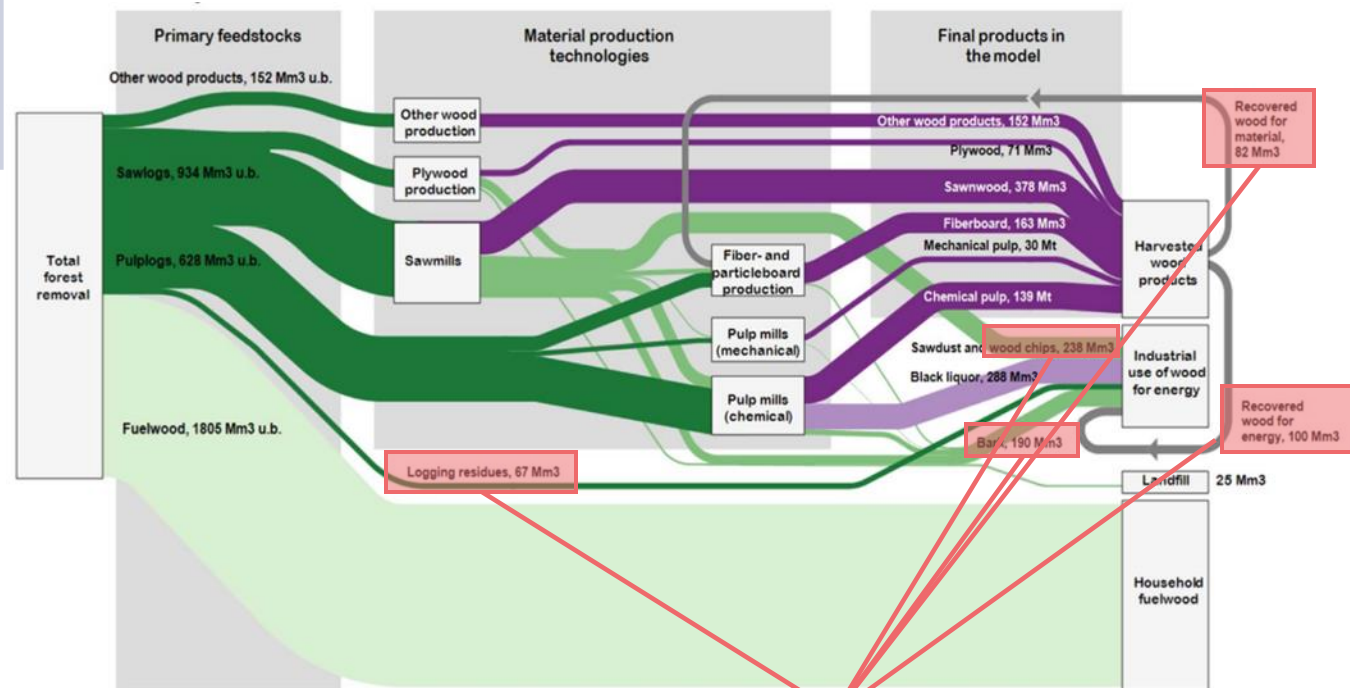 Primary feedstocks
Material production
technologies
Final products in
the model
Other wood products, 152 Mm3 u.b.
Sawlogs, 934 Mm3 u.b.
Pulplogs, 628 Mm3 u.b.
Fuelwood, 1805 Mm3 u.b.
Total
forest
removal
Other wood
production
Plywood
production
Sawmills
Fiber- and
particleboard
production
Pulp mills
(mechanical)
Pulp mills
(chemical)
Logging residues, 67 Mm3
Other wood products, 152 Mm3
Plywood, 71 Mm3
Sawnwood, 378 Mm3
Fiberboard, 163 Mm3
Mechanical pulp, 30 Mt
Chemical pulp, 139 Mt
Sawdust and wood chips, 238 Mm3
Black liquor, 288 Mm3
Bark, 190 Mm3
Harvested
wood
products
Industrial
use of wood
for energy
Landfill
25 Mm3
Household
fuelwood
Recovered
wood for
material,
82 Mm3
Recovered
wood for
energy, 100 Mm3